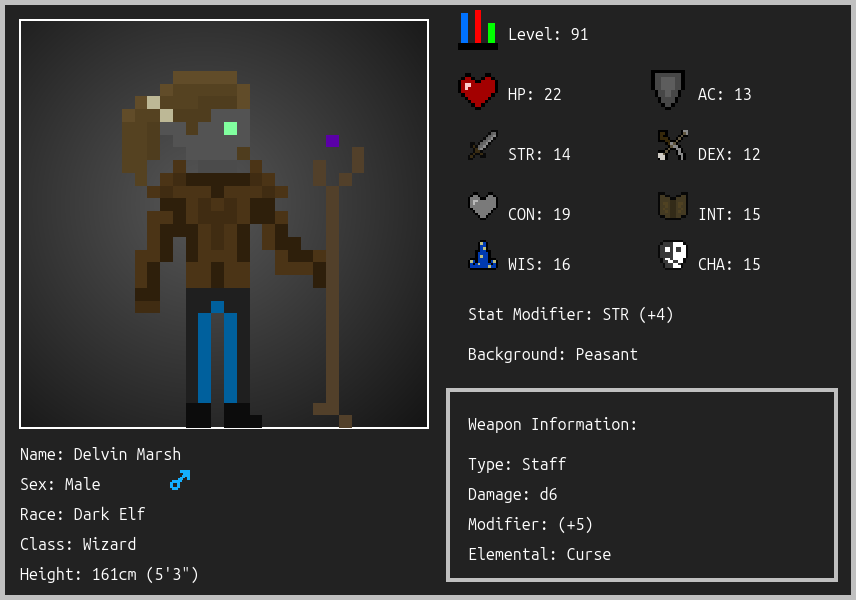 Level: 91
HP: 22
AC: 13
STR: 14
DEX: 12
CON: 19
INT: 15
WIS: 16
CHA: 15
Stat Modifier: STR (+4)
Background: Peasant
Weapon Information:
Type: Staff
Damage: d6
Modifier: (+5)
Elemental: Curse
Name: Delvin Marsh
Sex: Male
Race: Dark Elf
Class: Wizard
Height: 161cm (5'3")